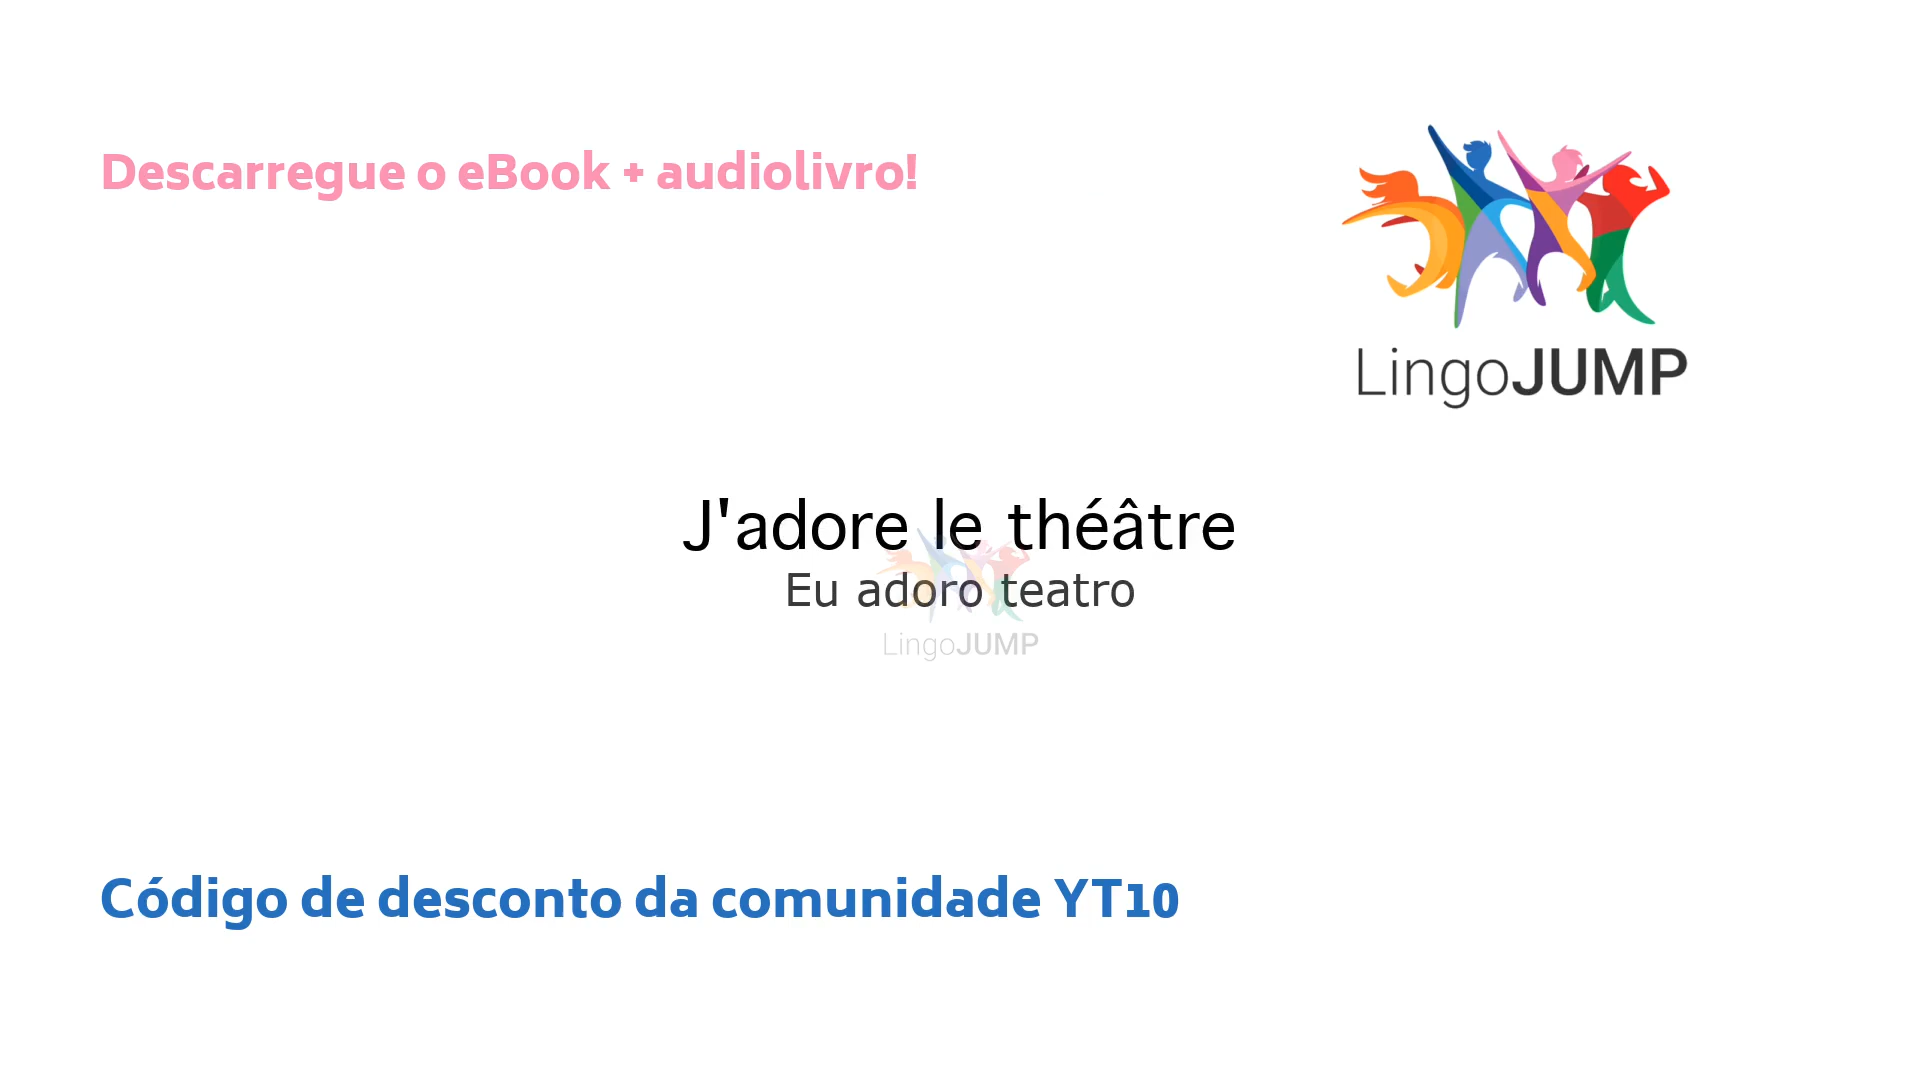 Descarregue o eBook + audiolivro!
LingoJUMP
J'adore le théâtre
Eu adoro teatro
LingoJUMP
Código de desconto da comunidade YT10